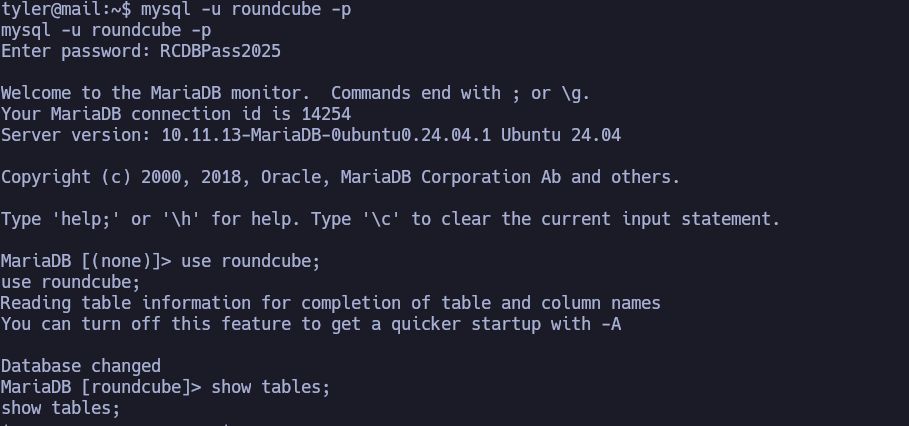 tyler@mail:~$ mysql -u roundcube -p
mysql -u roundcube -p
Enter password: RCDBPass2025
Welcome to the MariaDB monitor.  Commands end with ; or \g.
Your MariaDB connection id is 14254
Server version: 10.11.13-MariaDB-0ubuntu0.24.04.1 Ubuntu 24.04
Copyright (c) 2000, 2018, Oracle, MariaDB Corporation Ab and others.
Type 'help;' or '\h' for help. Type '\c' to clear the current input statement.
MariaDB [(none)]> use roundcube;
use roundcube;
Reading table information for completion of table and column names
You can turn off this feature to get a quicker startup with -A
Database changed
MariaDB [roundcube]> show tables;
show tables;